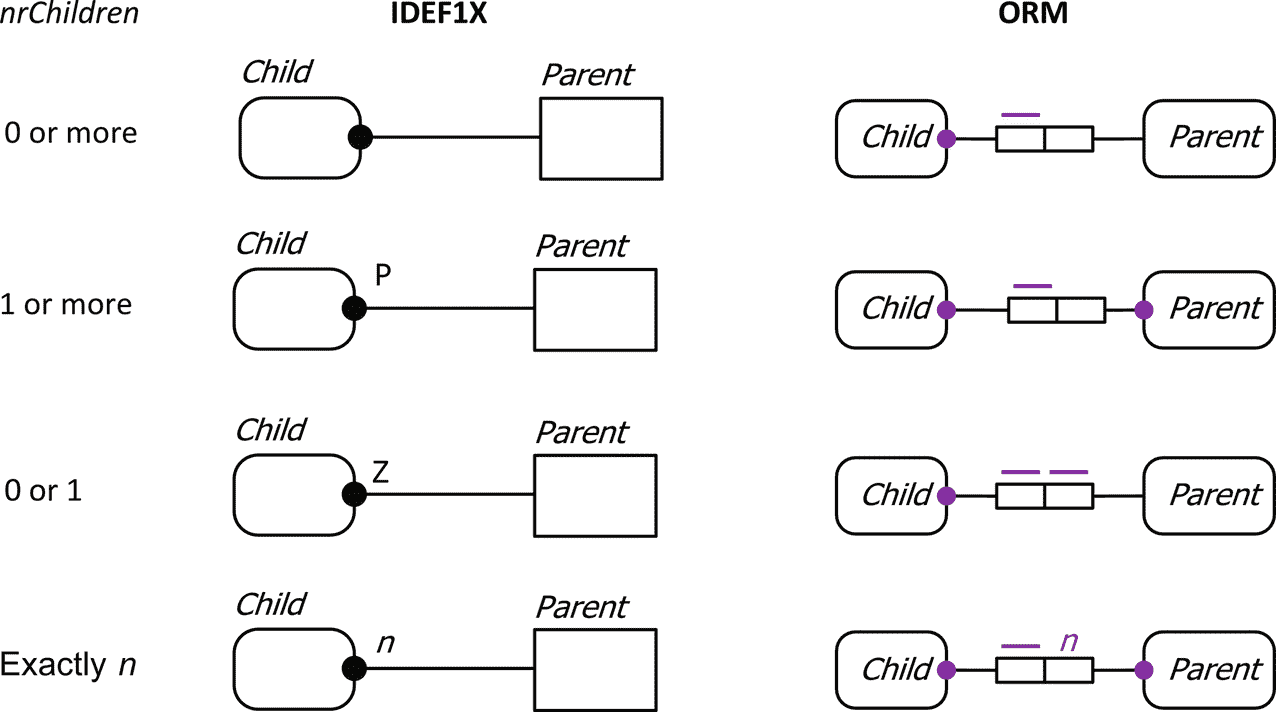 nrChildren IDEF1X ORM
Child Parent
0 or more Child Parent
Child P Parent
1 or more Child Parent
Child Z Parent
0 or 1 Child Parent
Child n Parent n
Exactly n Child Parent